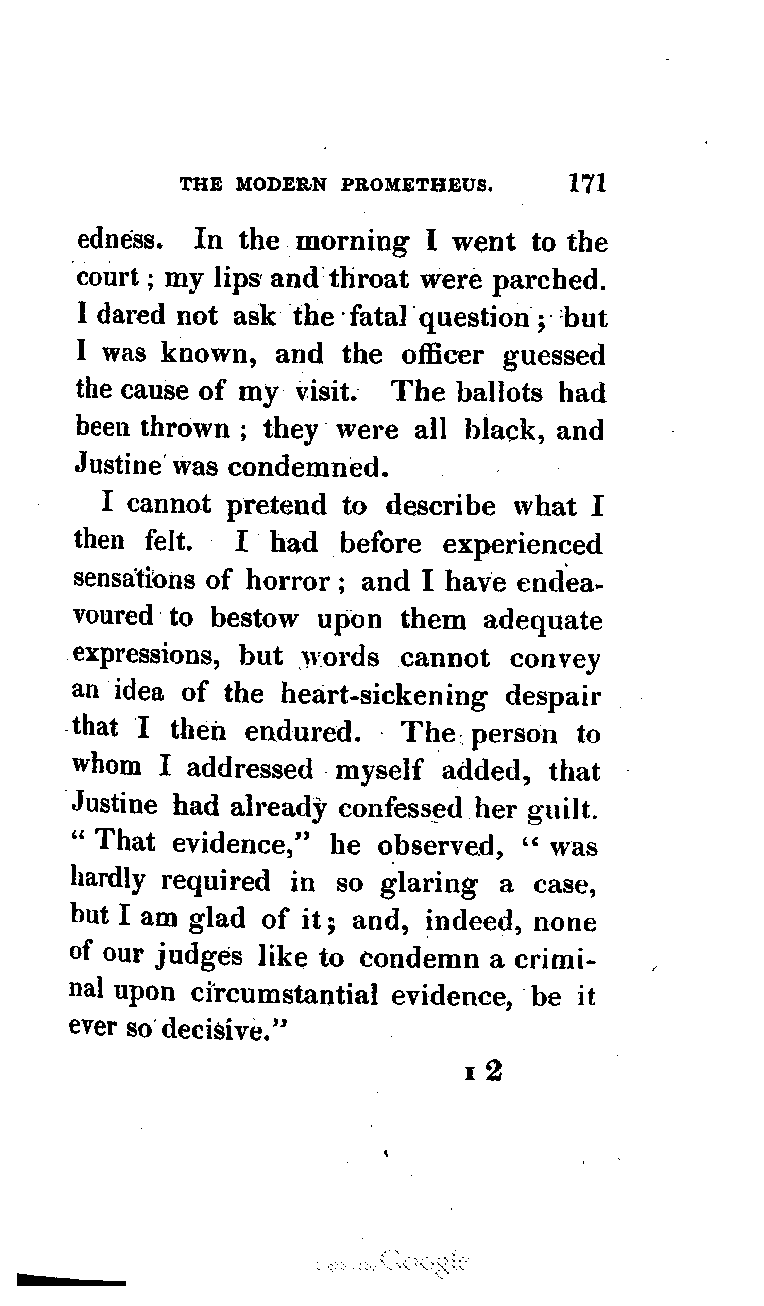 THE MODERN PROMETHEUS. 171
edness. In the morning I went to the
court ; my lips and throat were parched.
I dared not ask the fatal question ; but
I was known, and the officer guessed
the cause of my visit. The ballots had
been thrown ; they were all black, and
Justine was condemned.
I cannot pretend to describe what I
then felt. I had before experienced
sensations of horror ; and I have endea-
voured to bestow upon them adequate
expressions, but words cannot convey
an idea of the heart-sickening despair
that I then endured. The person to
whom I addressed myself added, that
Justine had already confessed her guilt.
“ That evidence,” he observed, “ was
hardly required in so glaring a case,
but I am glad of it ; and, indeed, none
of our judges like to condemn a crimi-
nal upon circumstantial evidence, be it
ever so decisive.”
I 2
Google